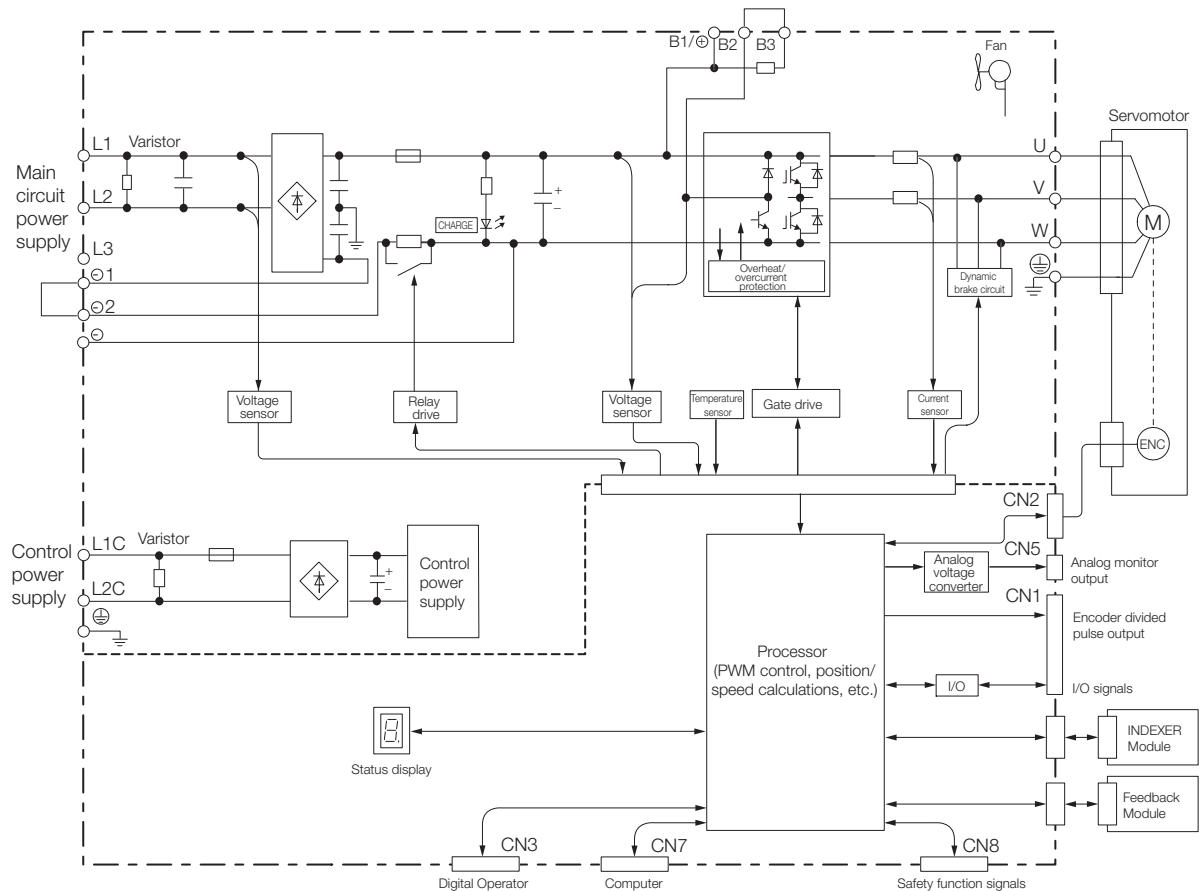 B1/⊕
B2
B3
Fan
Servomotor
L1
Varistor
U
Main
circuit
power
supply
L2
V
+
–
CHARGE
M
L3
W
⊖1
Overheat/
overcurrent
protection
Dynamic
brake circuit
⊖2
⊖
Voltage
sensor
Relay
drive
Voltage
sensor
Temperature
sensor
Gate drive
Current
sensor
ENC
CN2
Control
power
supply
L1C
Varistor
L2C
+
–
Control
power
supply
Analog
voltage
converter
CN5
Analog monitor
output
CN1
Encoder divided
pulse output
Processor
(PWM control, position/
speed calculations, etc.)
I/O
I/O signals
8.
Status display
INDEXER
Module
Feedback
Module
CN3
CN7
CN8
Digital Operator
Computer
Safety function signals